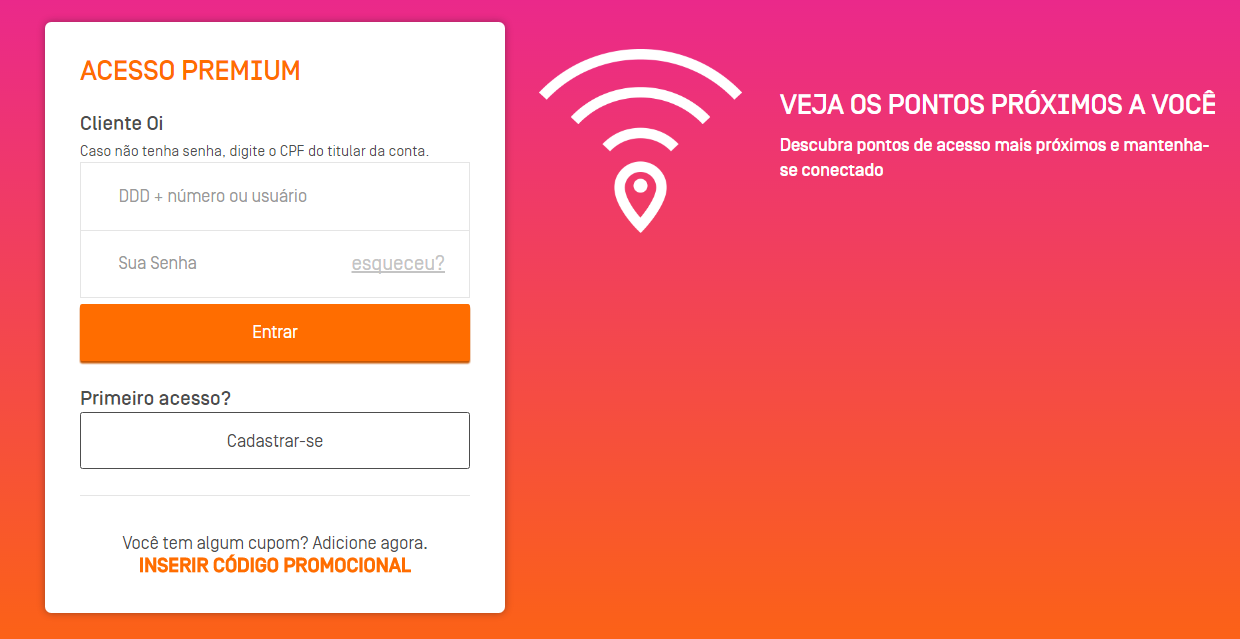 ACESSO PREMIUM
Cliente Oi
Caso não tenha senha, digite o CPF do titular da conta.
DDD + número ou usuário
Sua Senha esqueceu?
Entrar
Primeiro acesso?
Cadastrar-se
Você tem algum cupom? Adicione agora.
INSERIR CÓDIGO PROMOCIONAL
VEJA OS PONTOS PRÓXIMOS A VOCÊ
Descubra pontos de acesso mais próximos e mantenha-
se conectado